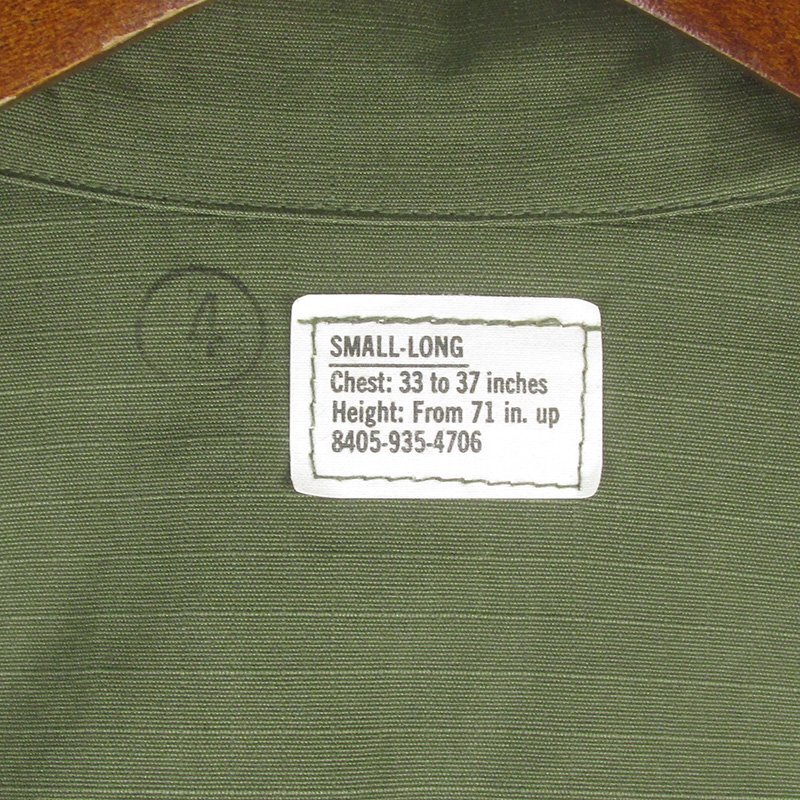 4
SMALL-LONG
Chest: 33 to 37 inches
Height: From 71 in. up
8405-935-4706